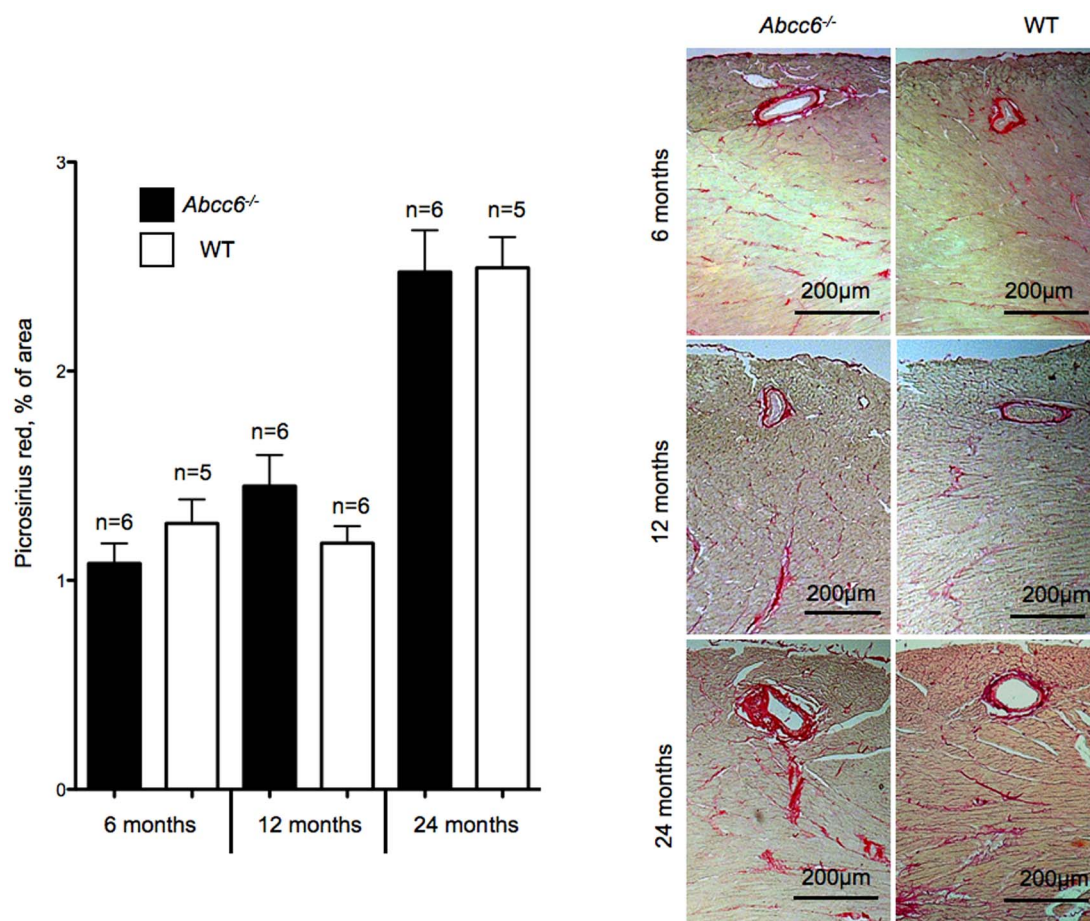 Picrosirius red, % of area
3
2
1
0
Abcc6-/-
WT
n=6
n=5
n=6
n=6
n=6
n=5
6 months
12 months
24 months
Abcc6-/-
WT
6 months
200µm
200µm
12 months
200µm
200µm
24 months
200µm
200µm